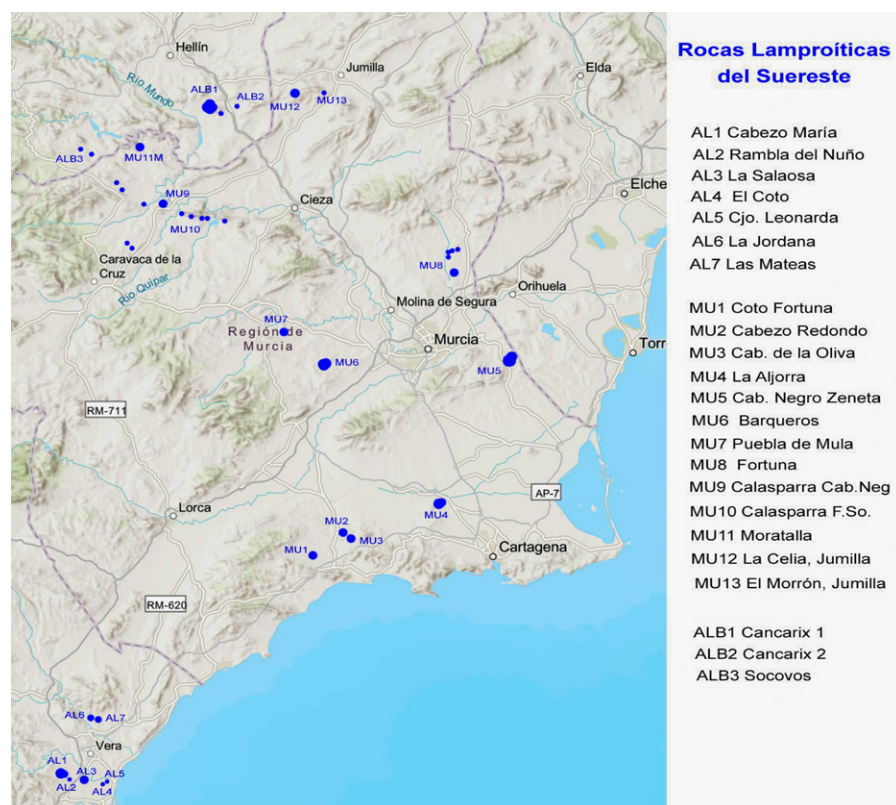 Rocas Lamproíticas
del Suereste
AL1 Cabezo María
AL2 Rambla del Nuño
AL3 La Salaosa
AL4 El Coto
AL5 Cjo. Leonarda
AL6 La Jordana
AL7 Las Mateas
MU1 Coto Fortuna
MU2 Cabezo Redondo
MU3 Cab. de la Oliva
MU4 La Aljorra
MU5 Cab. Negro Zeneta
MU6 Barqueros
MU7 Puebla de Mula
MU8 Fortuna
MU9 Calasparra Cab.Neg
MU10 Calasparra F.So.
MU11 Moratalla
MU12 La Celia, Jumilla
MU13 El Morrón, Jumilla
ALB1 Cancarix 1
ALB2 Cancarix 2
ALB3 Socovos
Hellín
Jumilla
Elda
Río Mundo
ALB1
ALB2
MU12
MU13
ALB3
MU11M
MU9
Cieza
Elche
MU10
Caravaca de la
Cruz
Río Quípar
MU8
Orihuela
Molina de Segura
MU7
Región de
Murcia
Murcia
Torre
MU6
MU5
RM-711
AP-7
Lorca
MU4
MU2
MU3
MU1
Cartagena
RM-620
AL6
AL7
Vera
AL1
AL3
AL5
AL2
AL4